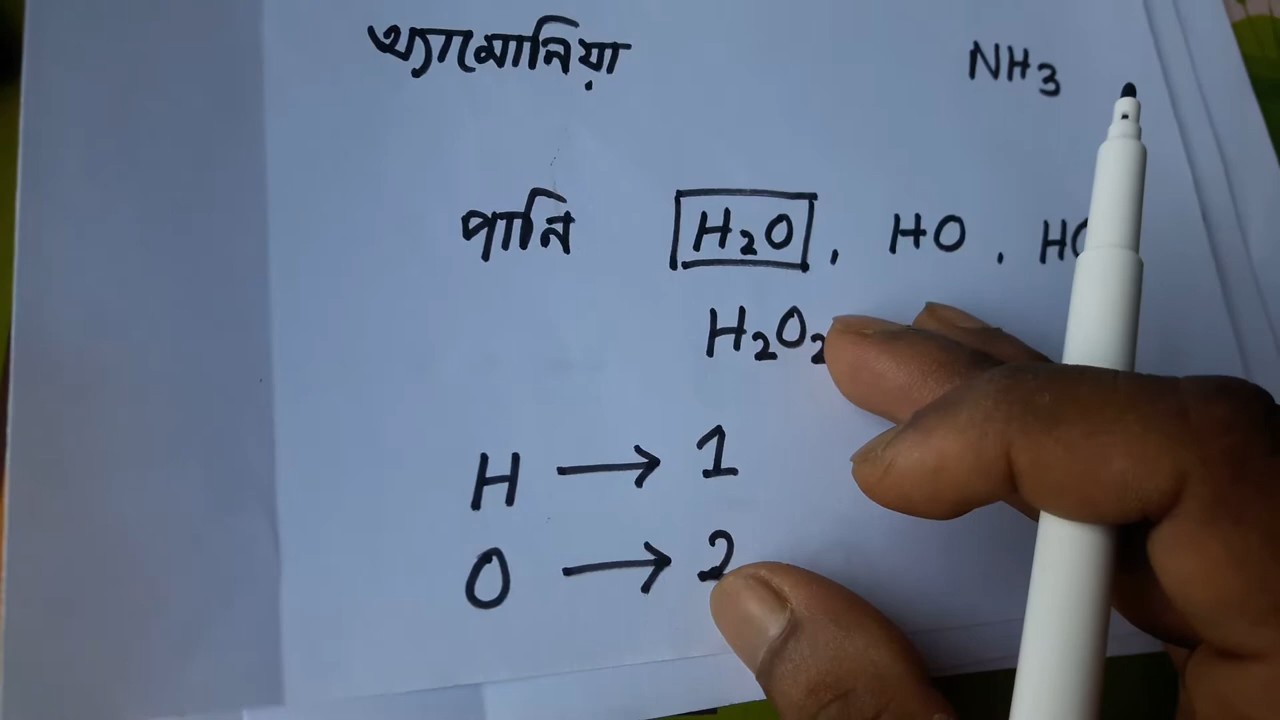 অ্যামোনিয়া NH3
পানি H2O , HO ,
H2O2
H → 1
O → 2